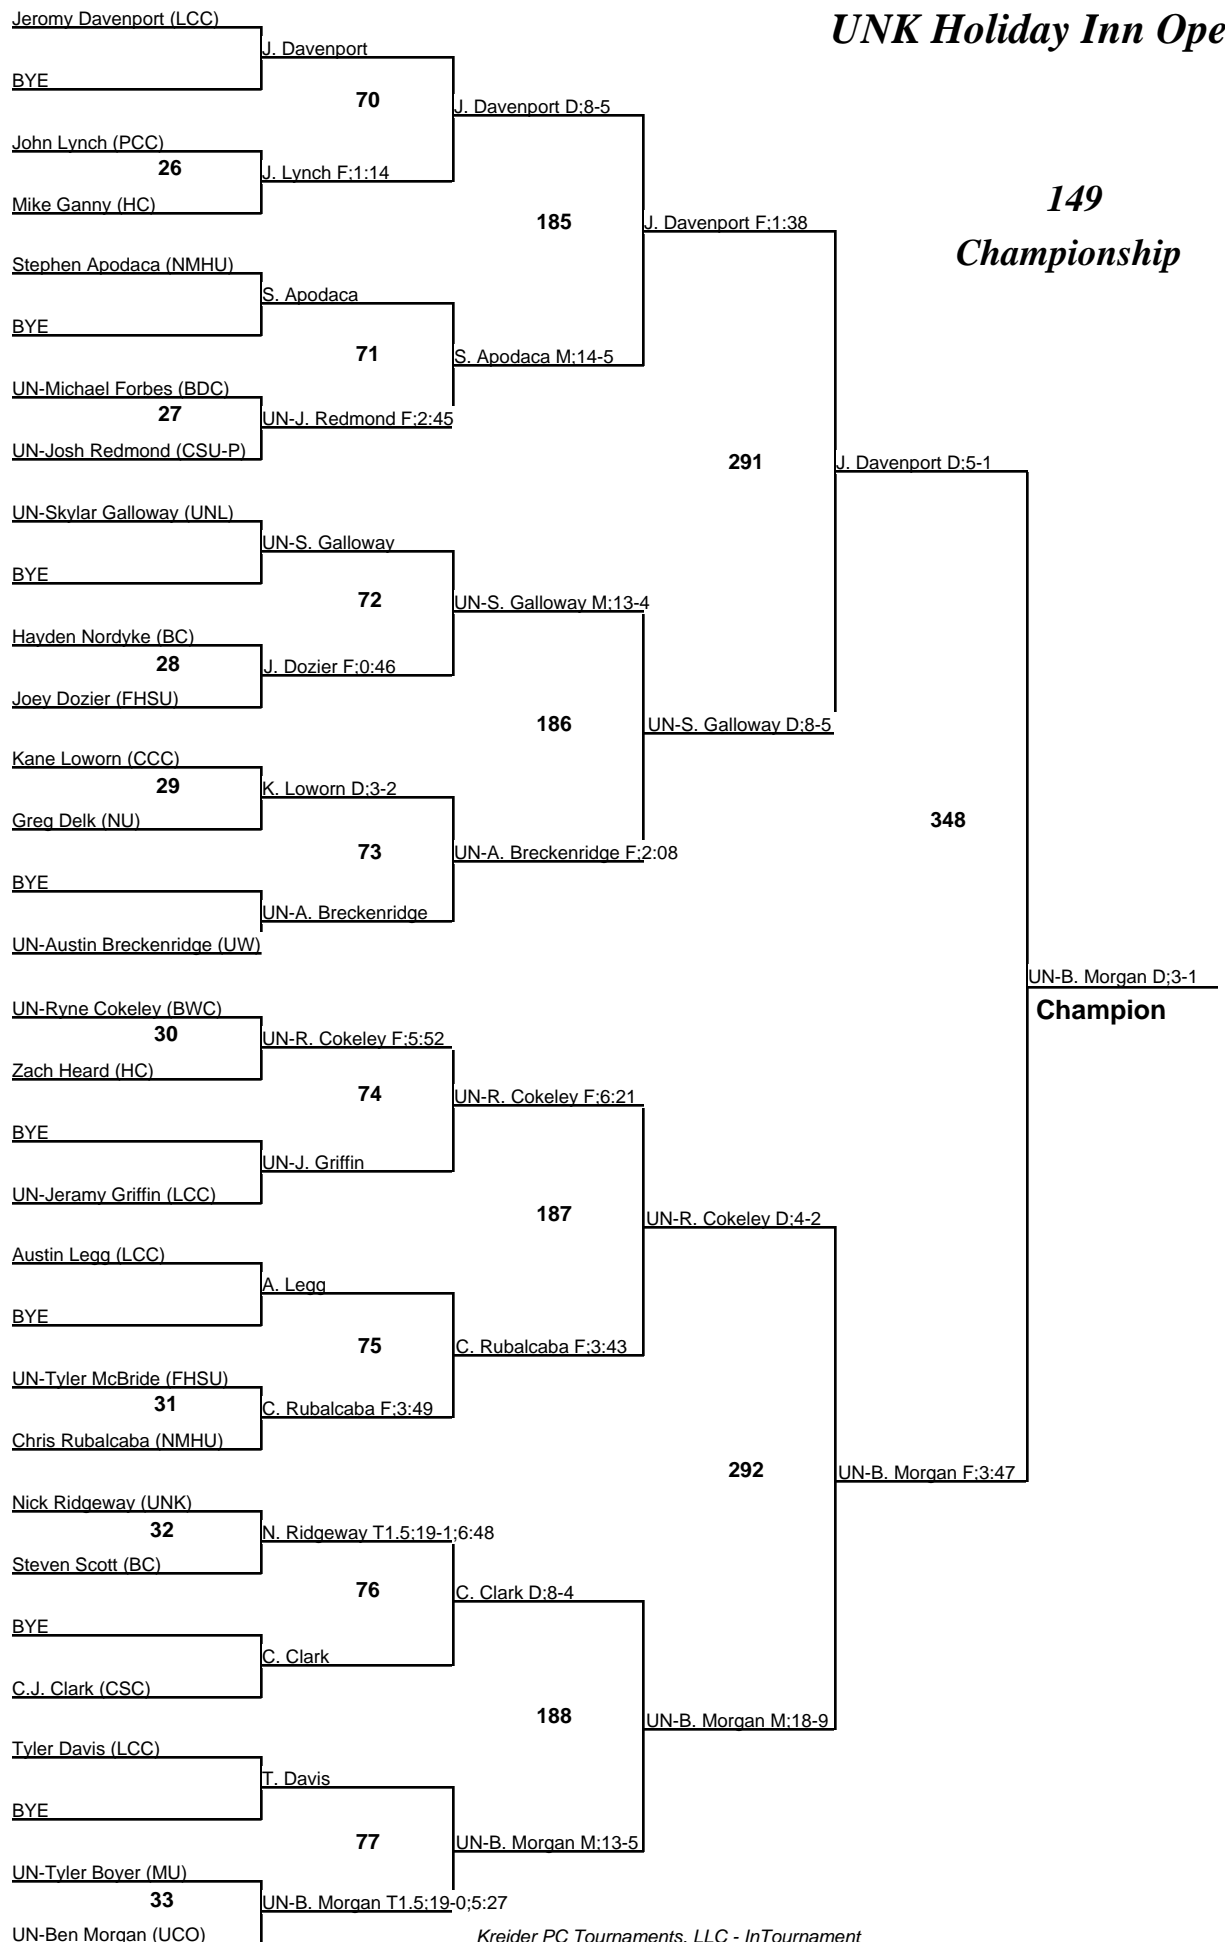 Jeromy Davenport (LCC)
UNK Holiday Inn Ope
J. Davenport
BYE
70
J. Davenport D;8-5
John Lynch (PCC)
26
J. Lynch F;1:14
Mike Ganny (HC)
149
185
J. Davenport F;1:38
Championship
Stephen Apodaca (NMHU)
S. Apodaca
BYE
71
S. Apodaca M;14-5
UN-Michael Forbes (BDC)
27
UN-J. Redmond F;2:45
UN-Josh Redmond (CSU-P)
291
J. Davenport D;5-1
UN-Skylar Galloway (UNL)
UN-S. Galloway
BYE
72
UN-S. Galloway M;13-4
Hayden Nordyke (BC)
28
J. Dozier F;0:46
Joey Dozier (FHSU)
186
UN-S. Galloway D;8-5
Kane Loworn (CCC)
29
K. Loworn D;3-2
Greg Delk (NU)
348
73
UN-A. Breckenridge F;2:08
BYE
UN-A. Breckenridge
UN-Austin Breckenridge (UW)
UN-B. Morgan D;3-1
Champion
UN-Ryne Cokeley (BWC)
30
UN-R. Cokeley F;5:52
Zach Heard (HC)
74
UN-R. Cokeley F;6:21
BYE
UN-J. Griffin
UN-Jeramy Griffin (LCC)
187
UN-R. Cokeley D;4-2
Austin Legg (LCC)
A. Legg
BYE
75
C. Rubalcaba F;3:43
UN-Tyler McBride (FHSU)
31
C. Rubalcaba F;3:49
Chris Rubalcaba (NMHU)
292
UN-B. Morgan F;3:47
Nick Ridgeway (UNK)
32
N. Ridgeway T1.5;19-1;6:48
Steven Scott (BC)
76
C. Clark D;8-4
BYE
C. Clark
C.J. Clark (CSC)
188
UN-B. Morgan M;18-9
Tyler Davis (LCC)
T. Davis
BYE
77
UN-B. Morgan M;13-5
UN-Tyler Boyer (MU)
33
UN-B. Morgan T1.5;19-0;5:27
UN-Ben Morgan (UCO)
Kreider PC Tournaments, LLC - InTournament